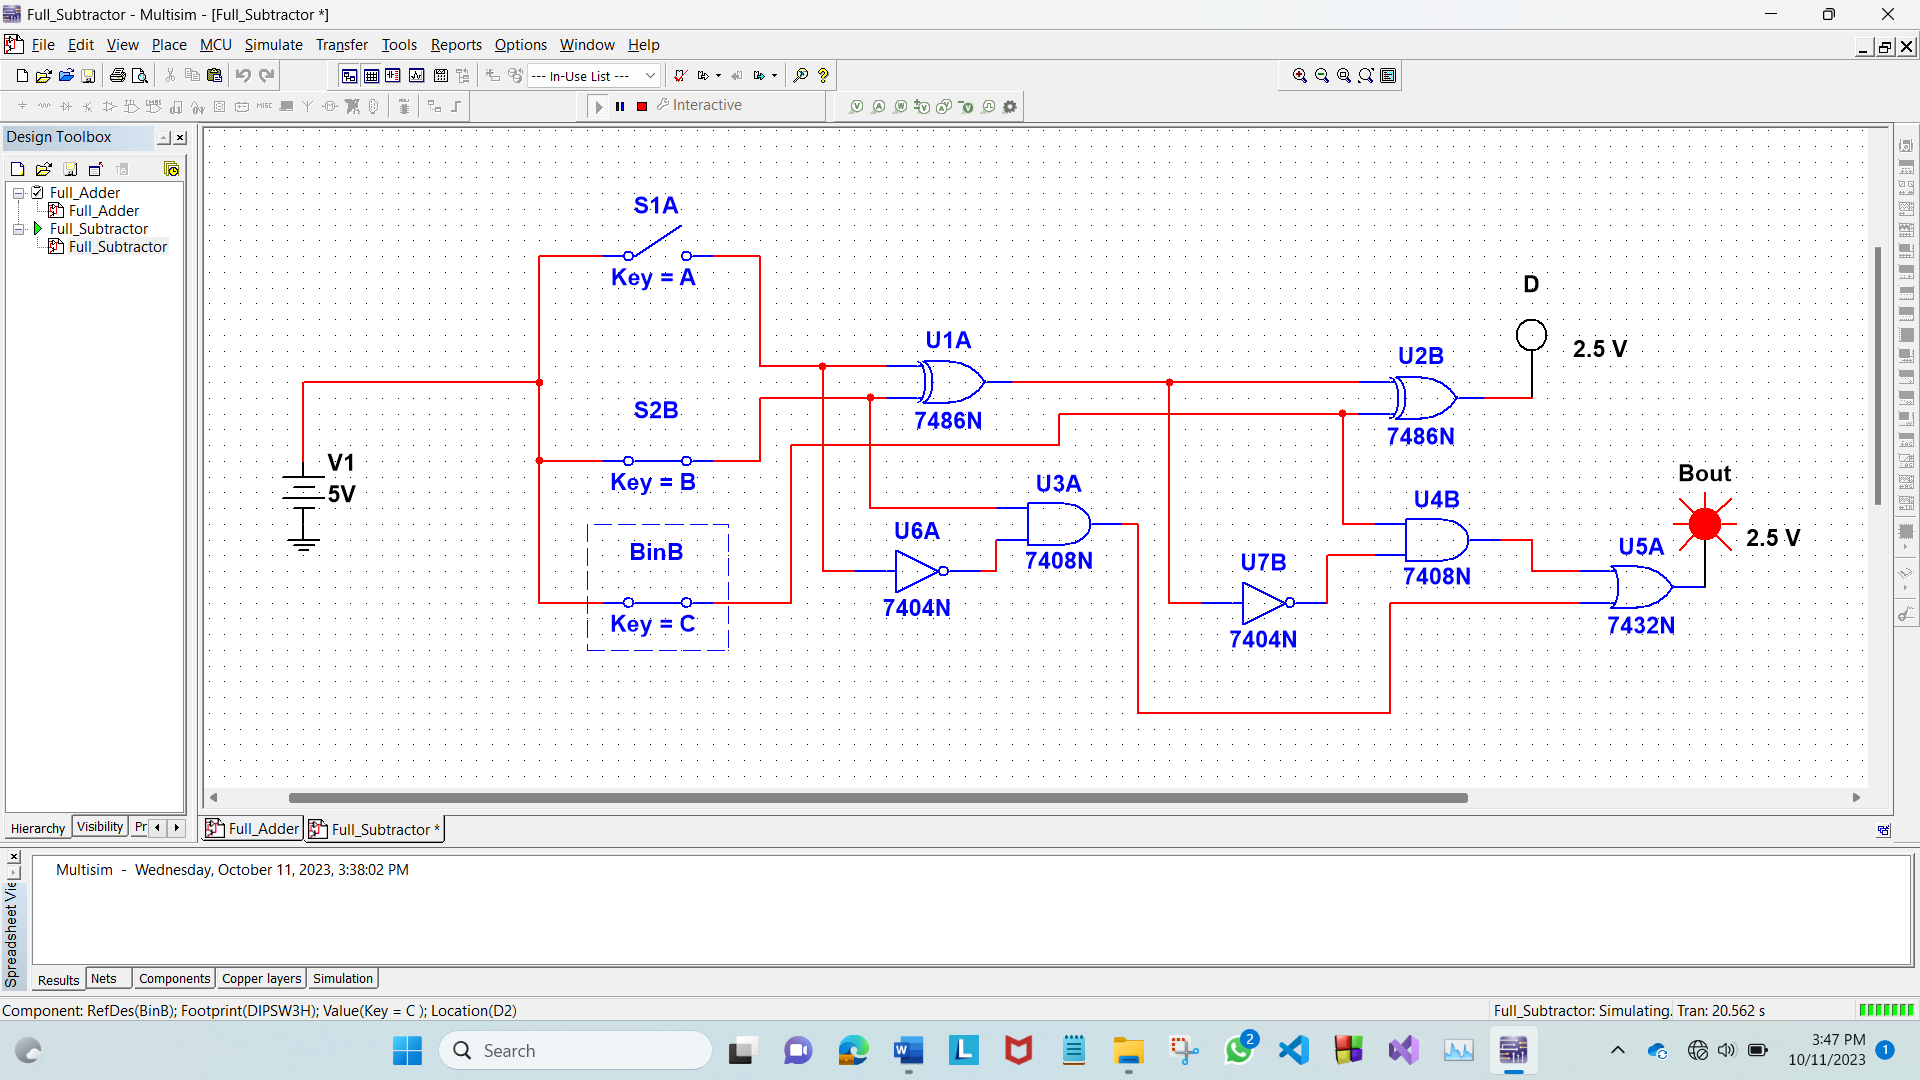 Full_Subtractor - Multisim - [Full_Subtractor *]
File Edit View Place MCU Simulate Transfer Tools Reports Options Window Help
--- In-Use List ---
Interactive
Design Toolbox
Full_Adder
Full_Adder
Full_Subtractor
Full_Subtractor
S1A
Key = A
S2B
Key = B
BinB
Key = C
V1
5V
U1A
7486N
U3A
7408N
U6A
7404N
U7B
7404N
U2B
7486N
U4B
7408N
U5A
7432N
D
2.5 V
Bout
2.5 V
Hierarchy Visibility Pr
Full_Adder Full_Subtractor *
Multisim - Wednesday, October 11, 2023, 3:38:02 PM
Spreadsheet Vie
Results Nets Components Copper layers Simulation
Component: RefDes(BinB); Footprint(DIPSW3H); Value(Key = C ); Location(D2)
Full_Subtractor: Simulating. Tran: 20.562 s
Search
2
3:47 PM
10/11/2023
1